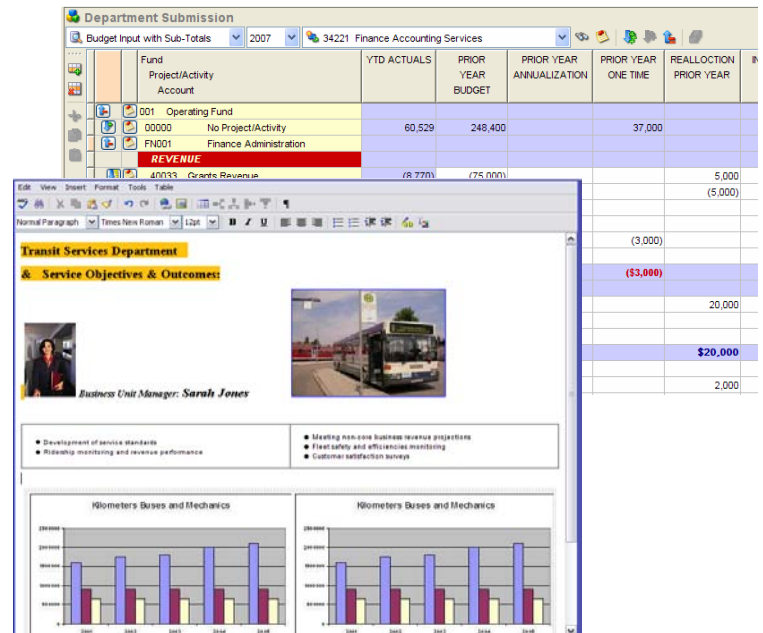 Department Submission
Budget Input with Sub-Totals 2007 34221 Finance Accounting Services
Fund
Project/Activity
Account
YTD ACTUALS
PRIOR
YEAR
BUDGET
PRIOR YEAR
ANNUALIZATION
PRIOR YEAR
ONE TIME
REALLOCTION
PRIOR YEAR
001 Operating Fund
00000 No Project/Activity 60,529 248,400 37,000
FN001 Finance Administration
REVENUE
40033 Grants Revenue (8,770) (75,000) 5,000
(5,000)
(3,000)
($3,000)
20,000
$20,000
2,000
Edit View Insert Format Tools Table
Normal Paragraph Times New Roman 12pt B I U
Transit Services Department
& Service Objectives & Outcomes:
Business Unit Manager: Sarah Jones
Development of service standards
Ridership monitoring and revenue performance
Meeting non-core business revenue projections
Fleet safety and efficiencies monitoring
Customer satisfaction surveys
Kilometers Buses and Mechanics
Kilometers Buses and Mechanics